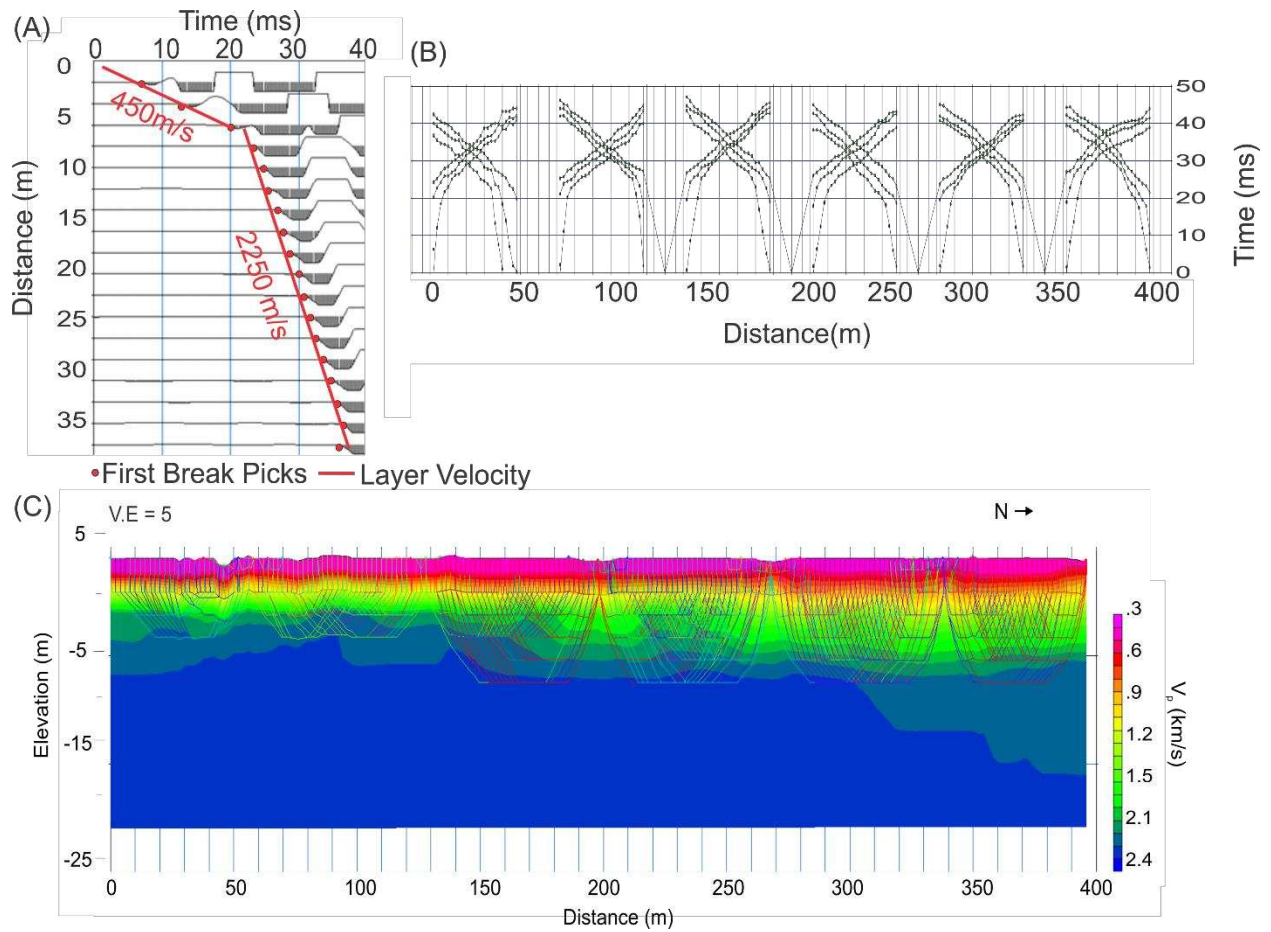 (A)
Time (ms)
0 10 20 30 40
Distance (m)
0
5
10
15
20
25
30
35
450m/s
2250 m/s
• First Break Picks — Layer Velocity
(B)
50
40
30
20
10
0
Time (ms)
0 50 100 150 200 250 300 350 400
Distance(m)
(C)
V.E = 5
N →
Elevation (m)
5
-5
-15
-25
0 50 100 150 200 250 300 350 400
Distance (m)
.3
.6
.9
1.2
1.5
2.1
2.4
Vp (km/s)